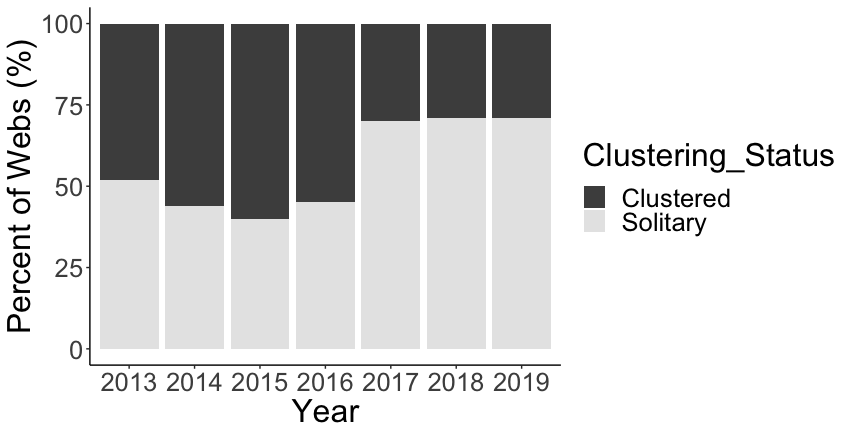 Percent of Webs (%)
100
75
50
25
0
2013 2014 2015 2016 2017 2018 2019
Year
Clustering_Status
Clustered
Solitary